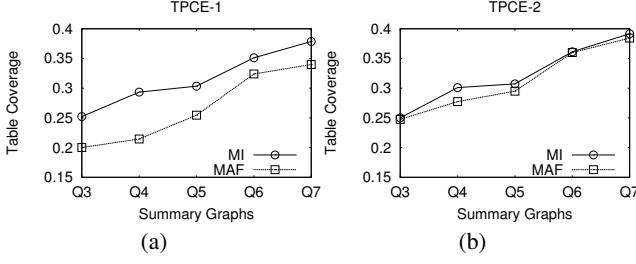 TPCE-1
Table Coverage
0.4
0.35
0.3
0.25
0.2
0.15
MI
MAF
Q3 Q4 Q5 Q6 Q7
Summary Graphs
(a)
TPCE-2
Table Coverage
0.4
0.35
0.3
0.25
0.2
0.15
MI
MAF
Q3 Q4 Q5 Q6 Q7
Summary Graphs
(b)